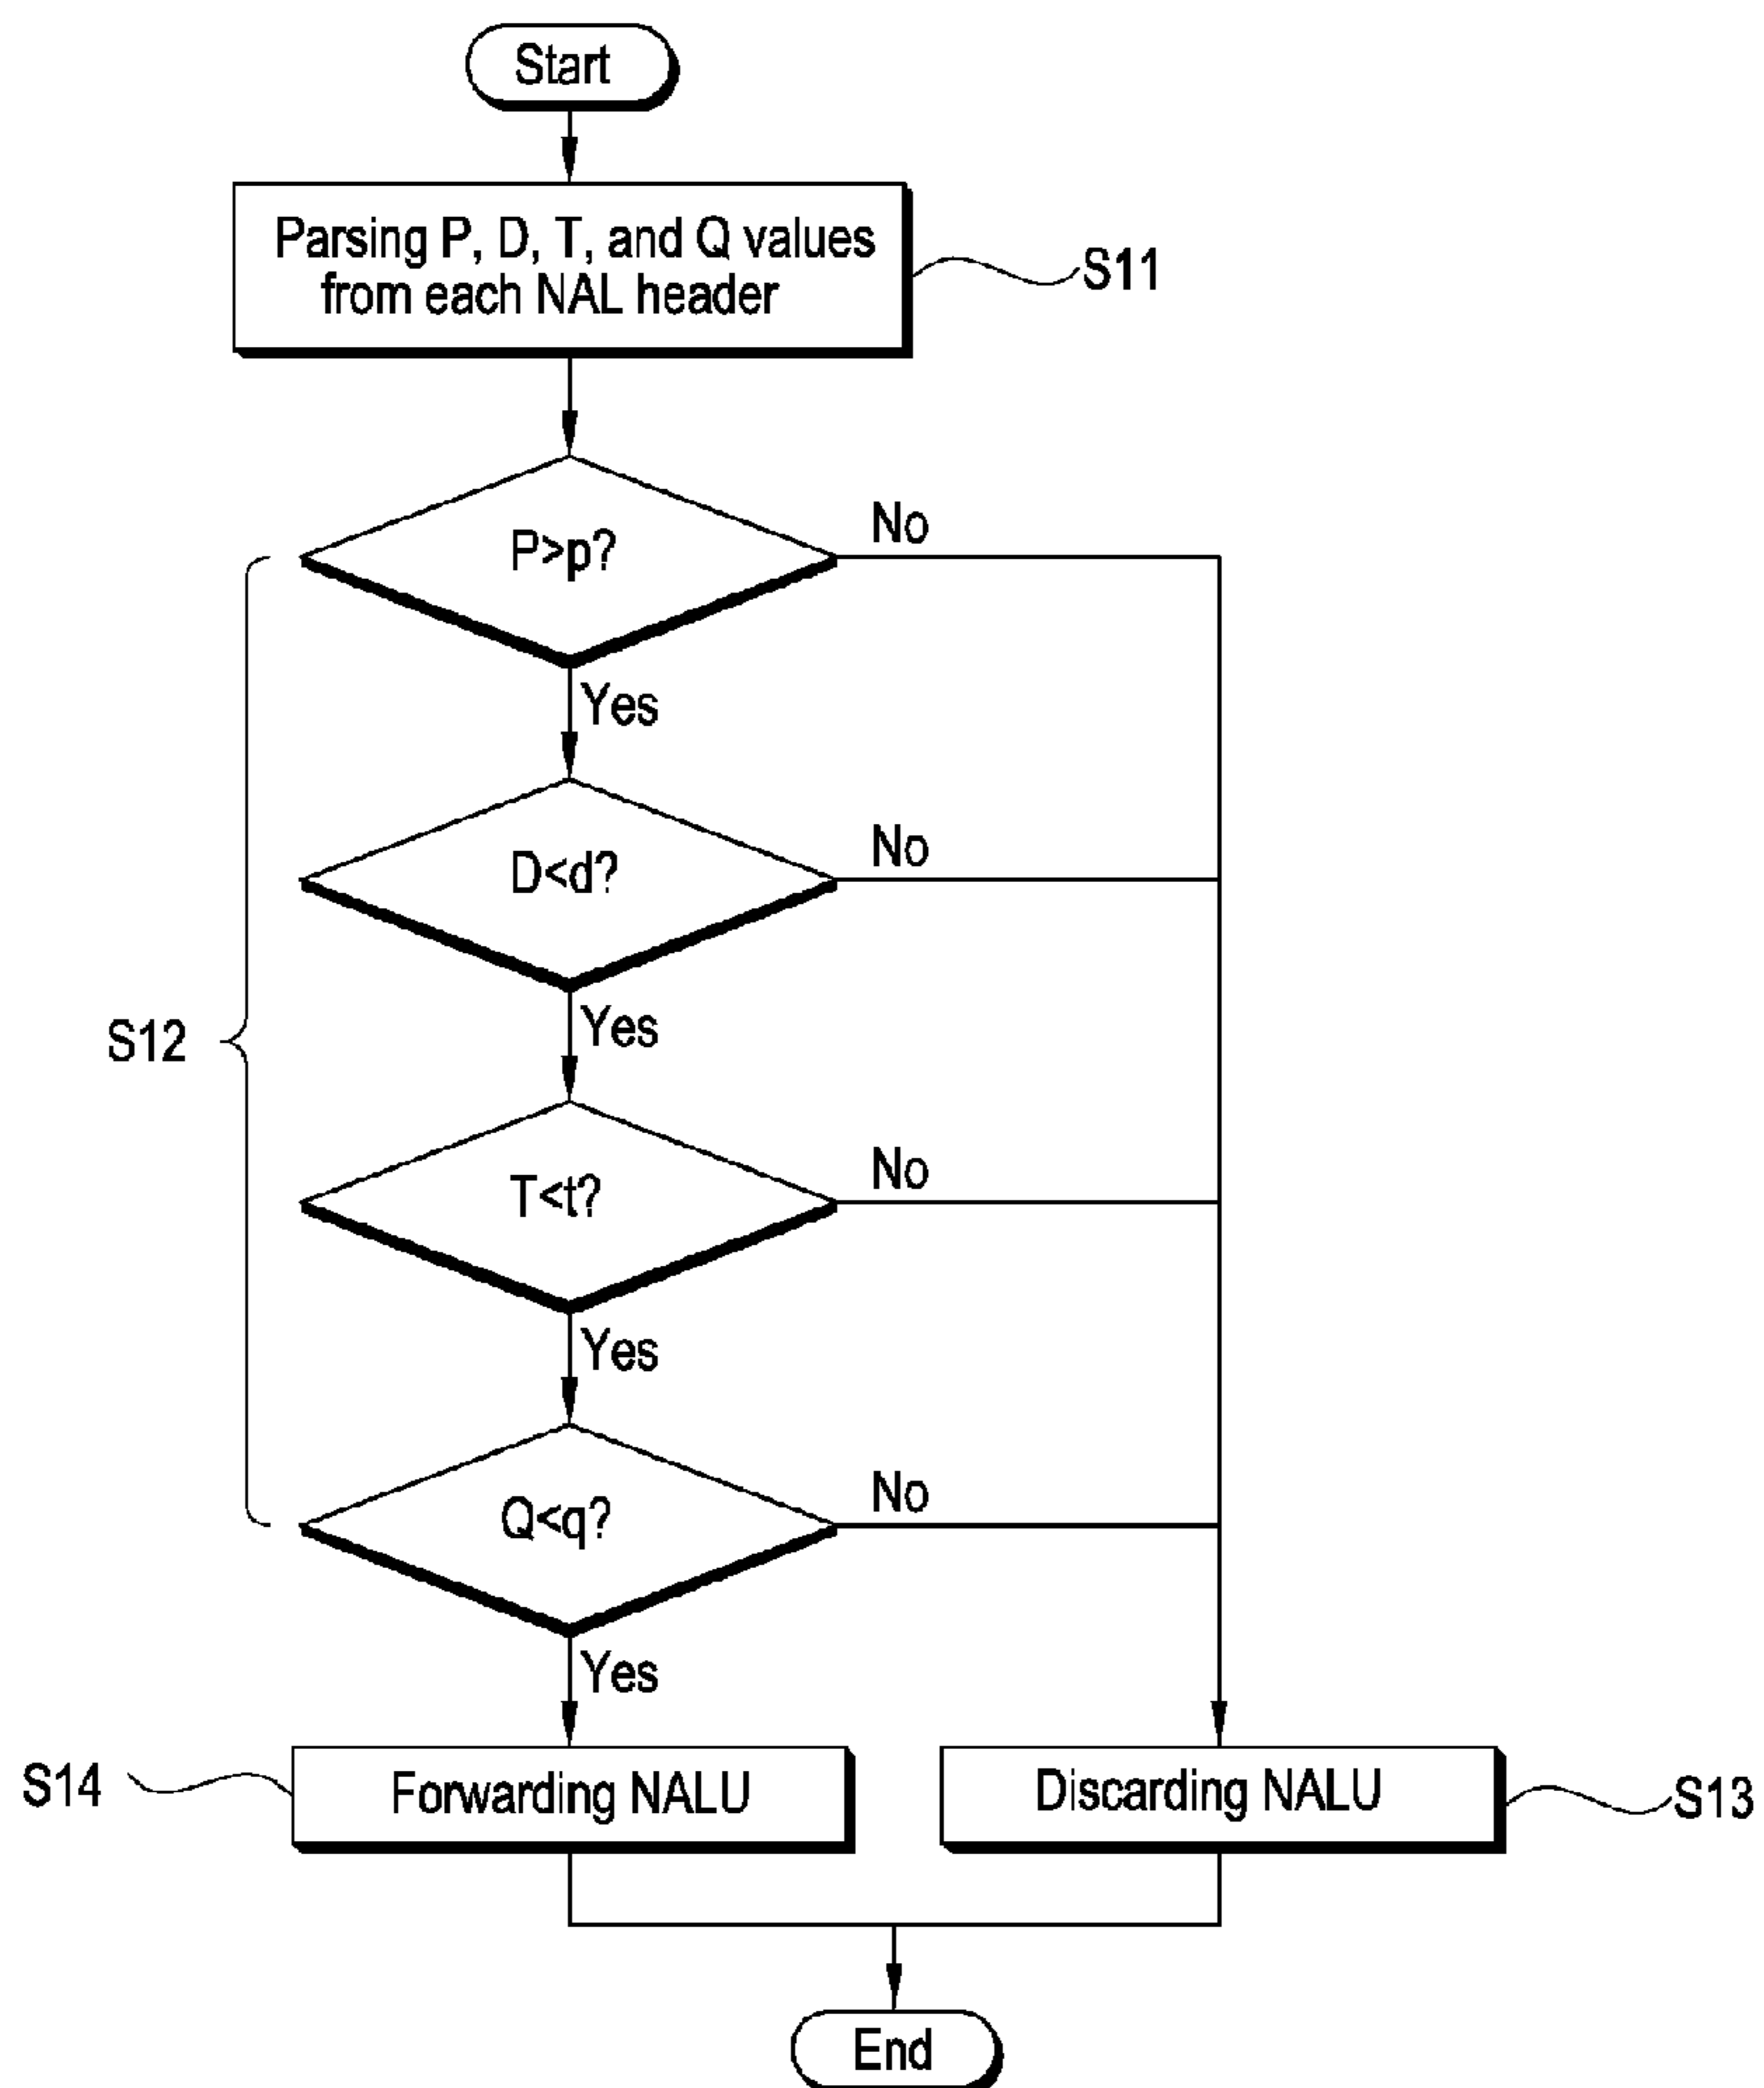 Start
Parsing P, D, T, and Q values
from each NAL header
S11
P>p?
No
Yes
D<d?
No
Yes
S12
T<t?
No
Yes
Q<q?
No
Yes
S14
Forwarding NALU
Discarding NALU
S13
End